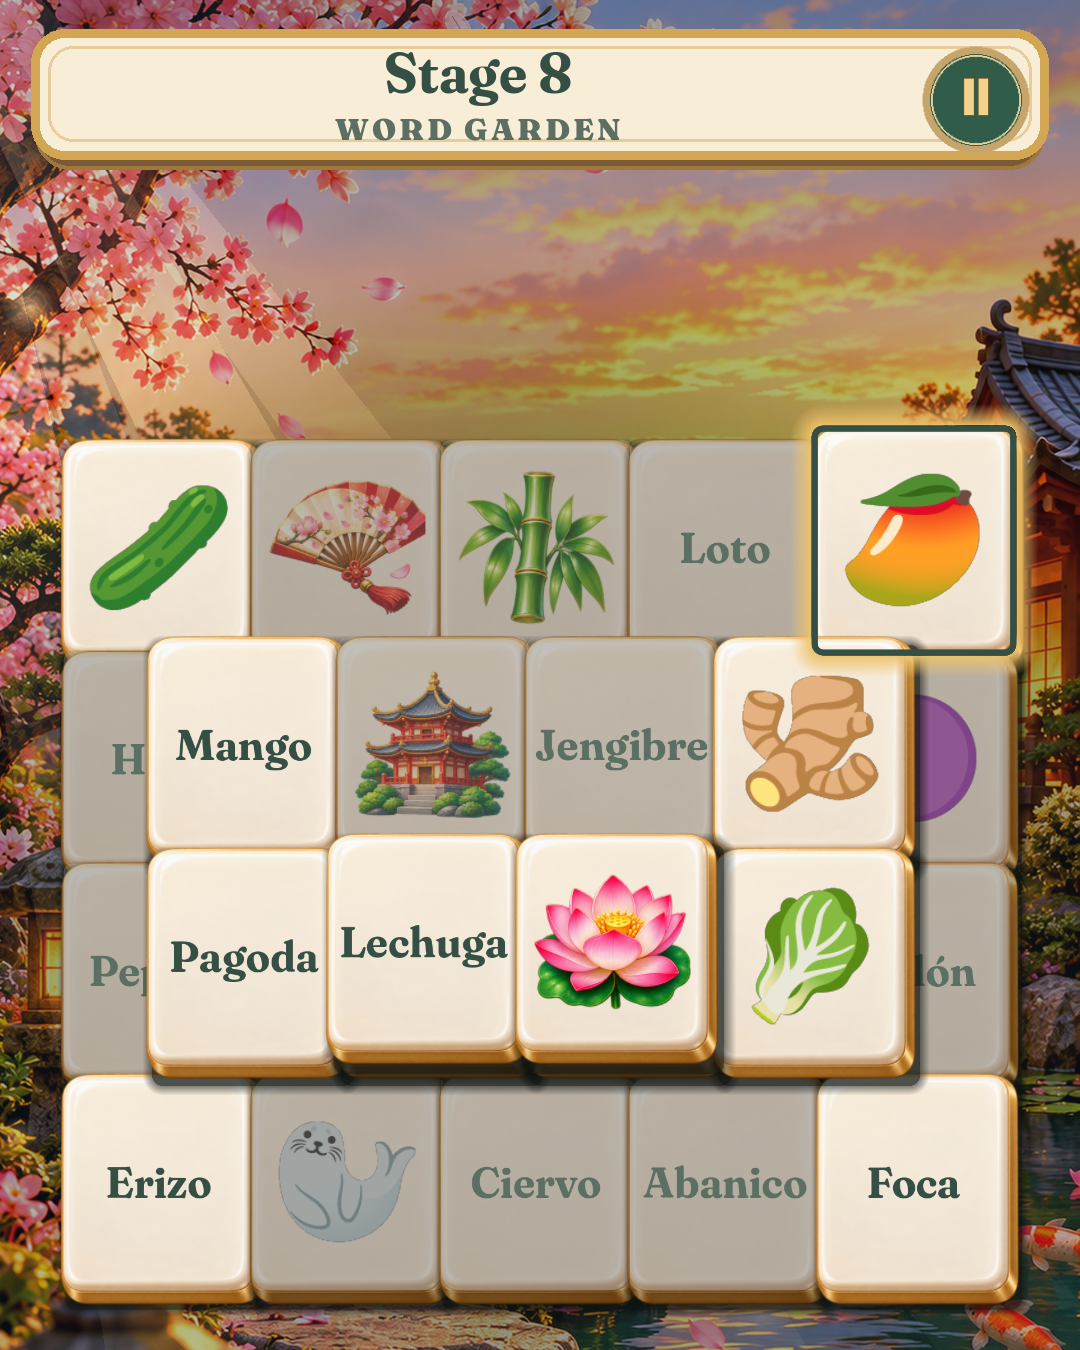 Stage 8
WORD GARDEN
Loto
Mango
Jengibre
Pagoda
Lechuga
Erizo
Ciervo
Abanico
Foca